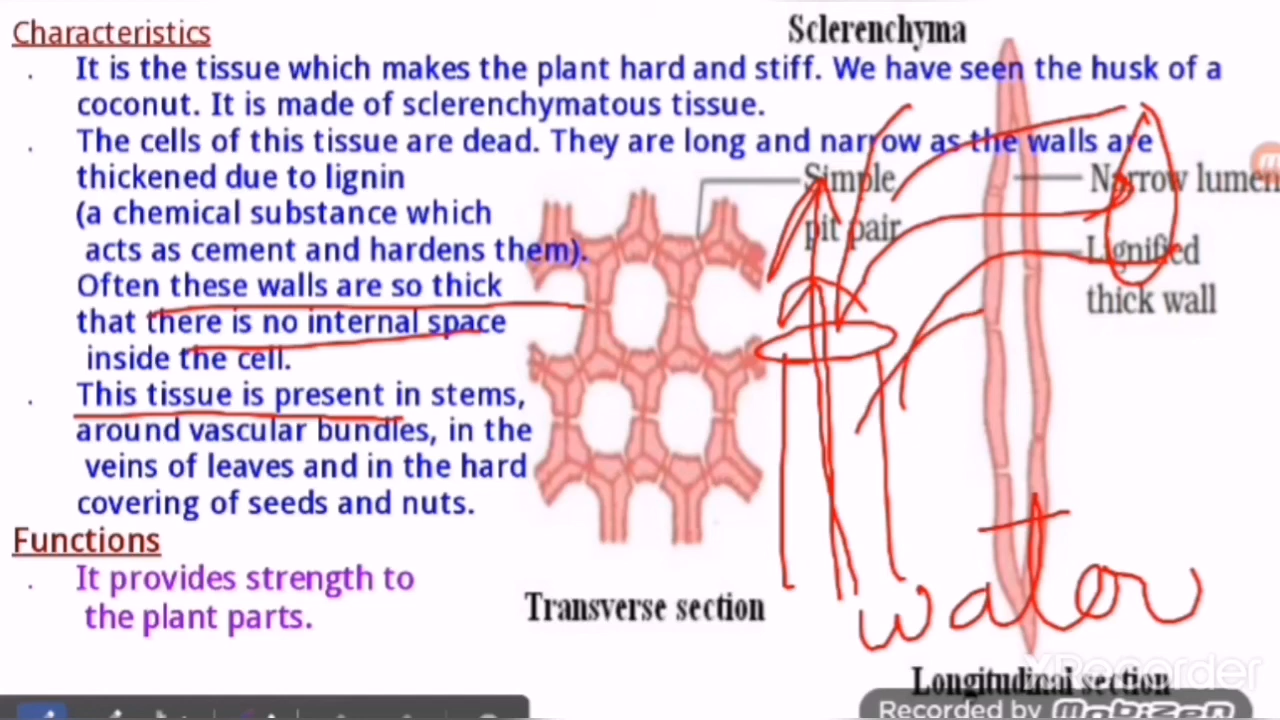 Characteristics
Sclerenchyma
. It is the tissue which makes the plant hard and stiff. We have seen the husk of a
coconut. It is made of sclerenchymatous tissue.
. The cells of this tissue are dead. They are long and narrow as the walls are
thickened due to lignin
(a chemical substance which
acts as cement and hardens them).
Often these walls are so thick
that there is no internal space
inside the cell.
. This tissue is present in stems,
around vascular bundles, in the
veins of leaves and in the hard
covering of seeds and nuts.
Functions
. It provides strength to
the plant parts.
Simple
pit pair
Narrow lumen
Lignified
thick wall
water
Transverse section
Longitudinal section
XRecorder
Recorded by mobizen